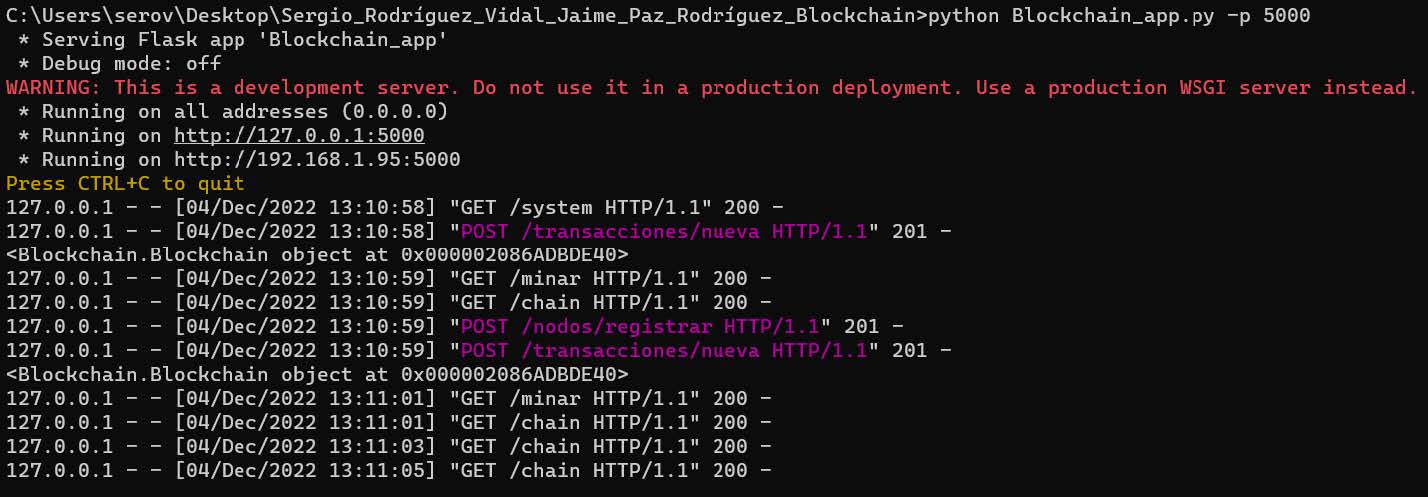 C:\Users\serov\Desktop\Sergio_Rodríguez_Vidal_Jaime_Paz_Rodríguez_Blockchain>python Blockchain_app.py -p 5000
 * Serving Flask app 'Blockchain_app'
 * Debug mode: off
WARNING: This is a development server. Do not use it in a production deployment. Use a production WSGI server instead.
 * Running on all addresses (0.0.0.0)
 * Running on http://127.0.0.1:5000
 * Running on http://192.168.1.95:5000
Press CTRL+C to quit
127.0.0.1 - - [04/Dec/2022 13:10:58] "GET /system HTTP/1.1" 200 -
127.0.0.1 - - [04/Dec/2022 13:10:58] "POST /transacciones/nueva HTTP/1.1" 201 -
<Blockchain.Blockchain object at 0x000002086ADBDE40>
127.0.0.1 - - [04/Dec/2022 13:10:59] "GET /minar HTTP/1.1" 200 -
127.0.0.1 - - [04/Dec/2022 13:10:59] "GET /chain HTTP/1.1" 200 -
127.0.0.1 - - [04/Dec/2022 13:10:59] "POST /nodos/registrar HTTP/1.1" 201 -
127.0.0.1 - - [04/Dec/2022 13:10:59] "POST /transacciones/nueva HTTP/1.1" 201 -
<Blockchain.Blockchain object at 0x000002086ADBDE40>
127.0.0.1 - - [04/Dec/2022 13:11:01] "GET /minar HTTP/1.1" 200 -
127.0.0.1 - - [04/Dec/2022 13:11:01] "GET /chain HTTP/1.1" 200 -
127.0.0.1 - - [04/Dec/2022 13:11:03] "GET /chain HTTP/1.1" 200 -
127.0.0.1 - - [04/Dec/2022 13:11:05] "GET /chain HTTP/1.1" 200 -